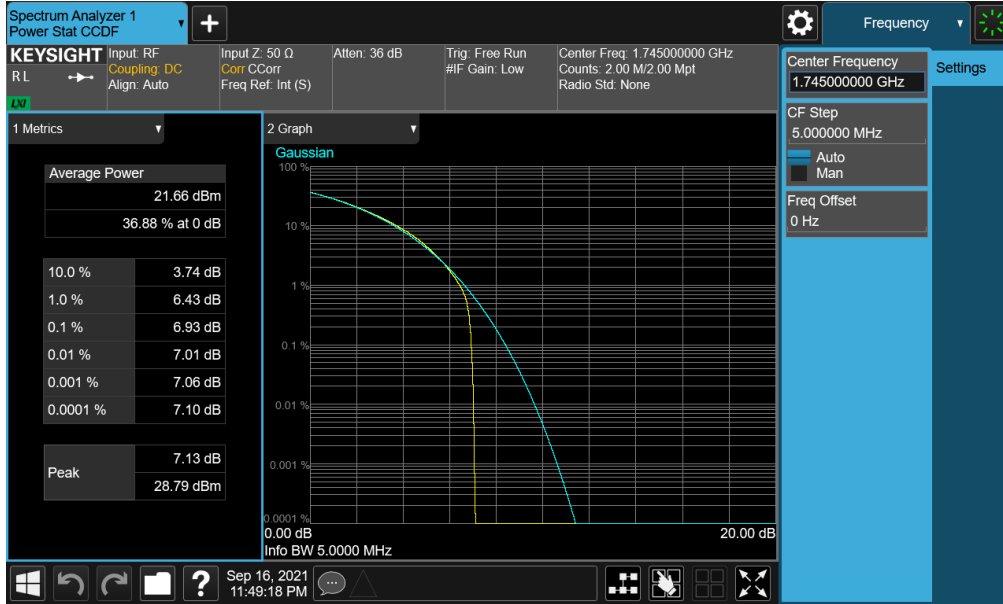 Spectrum Analyzer 1
Power Stat CCDF
Frequency
KEYSIGHT
R L
LXI
Input: RF
Coupling: DC
Align: Auto
Input Z: 50 Ω
Corr CCorr
Freq Ref: Int (S)
Atten: 36 dB
Trig: Free Run
#IF Gain: Low
Center Freq: 1.745000000 GHz
Counts: 2.00 M/2.00 Mpt
Radio Std: None
Center Frequency
1.745000000 GHz
Settings
CF Step
5.000000 MHz
Auto
Man
Freq Offset
0 Hz
1 Metrics
Average Power
21.66 dBm
36.88 % at 0 dB
10.0 % 3.74 dB
1.0 % 6.43 dB
0.1 % 6.93 dB
0.01 % 7.01 dB
0.001 % 7.06 dB
0.0001 % 7.10 dB
Peak
7.13 dB
28.79 dBm
2 Graph
Gaussian
100 %
10 %
1 %
0.1 %
0.01 %
0.001 %
0.0001 %
0.00 dB 20.00 dB
Info BW 5.0000 MHz
?
Sep 16, 2021
11:49:18 PM